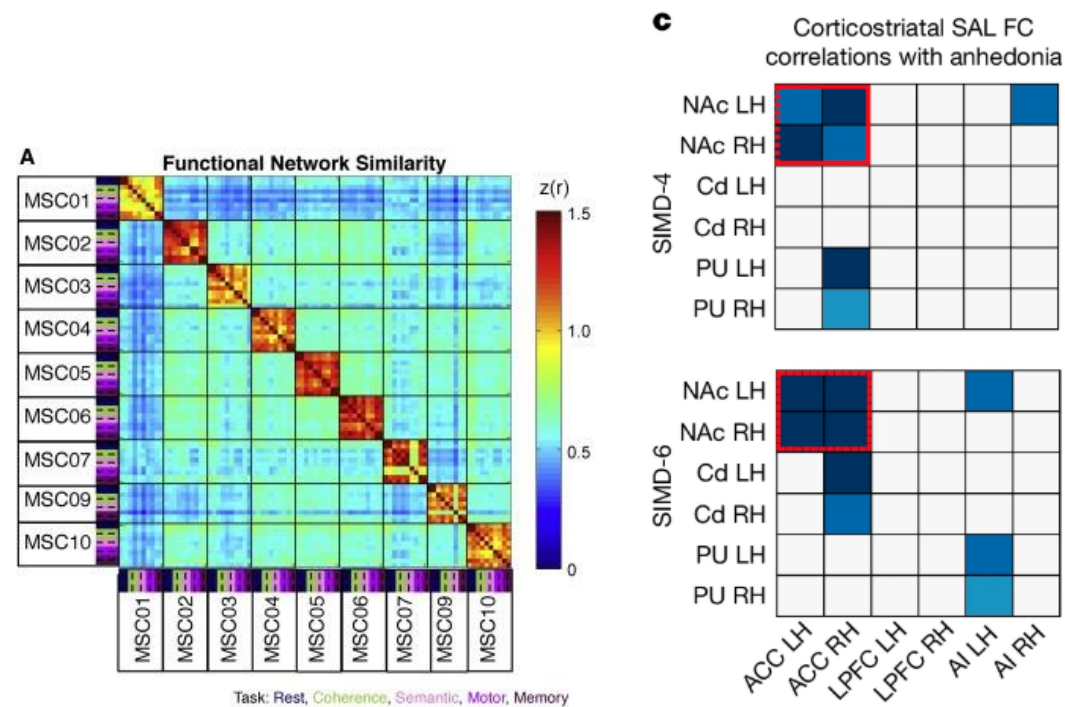 A
Functional Network Similarity
MSC01
MSC02
MSC03
MSC04
MSC05
MSC06
MSC07
MSC09
MSC10
z(r)
1.5
1.0
0.5
0
MSC01
MSC02
MSC03
MSC04
MSC05
MSC06
MSC07
MSC09
MSC10
Task: Rest, Coherence, Semantic, Motor, Memory
c
Corticostriatal SAL FC
correlations with anhedonia
SIMD-4
NAc LH
NAc RH
Cd LH
Cd RH
PU LH
PU RH
SIMD-6
NAc LH
NAc RH
Cd LH
Cd RH
PU LH
PU RH
ACC LH
ACC RH
LPFC LH
LPFC RH
AI LH
AI RH